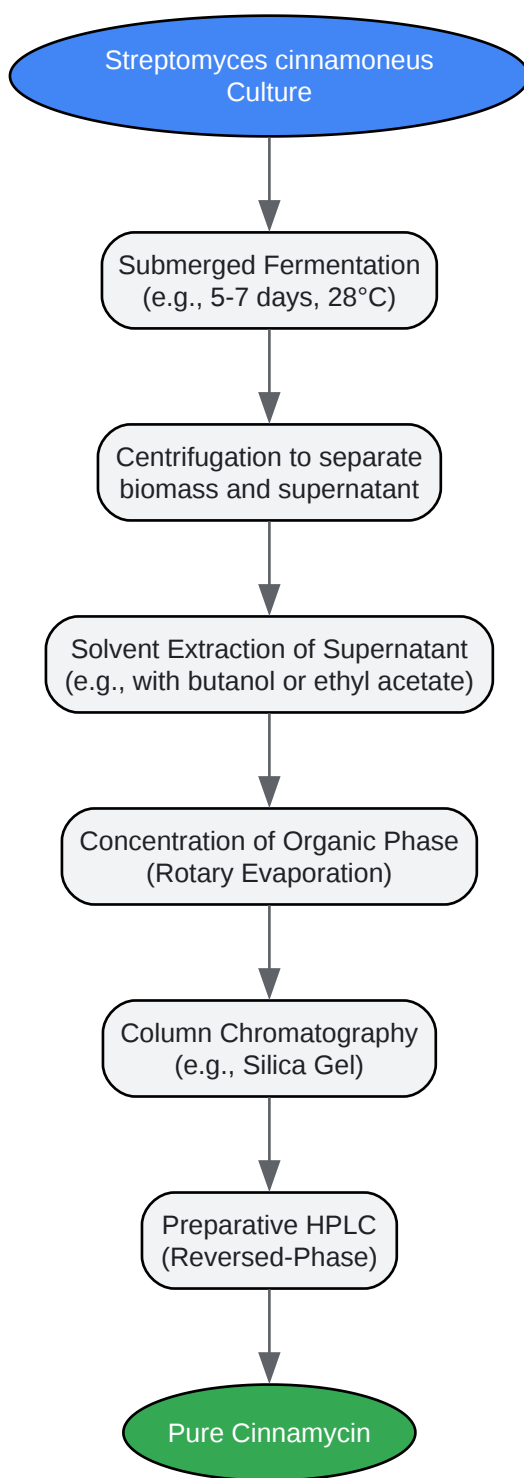 Streptomyces cinnamoneus
Culture
Submerged Fermentation
(e.g., 5-7 days, 28°C)
Centrifugation to separate
biomass and supernatant
Solvent Extraction of Supernatant
(e.g., with butanol or ethyl acetate)
Concentration of Organic Phase
(Rotary Evaporation)
Column Chromatography
(e.g., Silica Gel)
Preparative HPLC
(Reversed-Phase)
Pure Cinnamycin